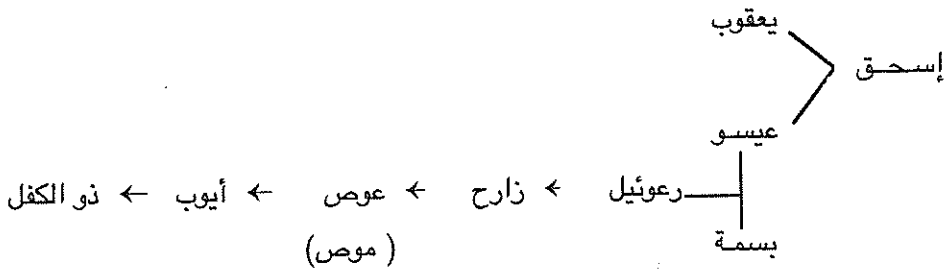 يعقوب
إسحق
عيسو
رعوئيل ← زارح ← عوص ← أيوب ← ذو الكفل
(موص)
بسمة